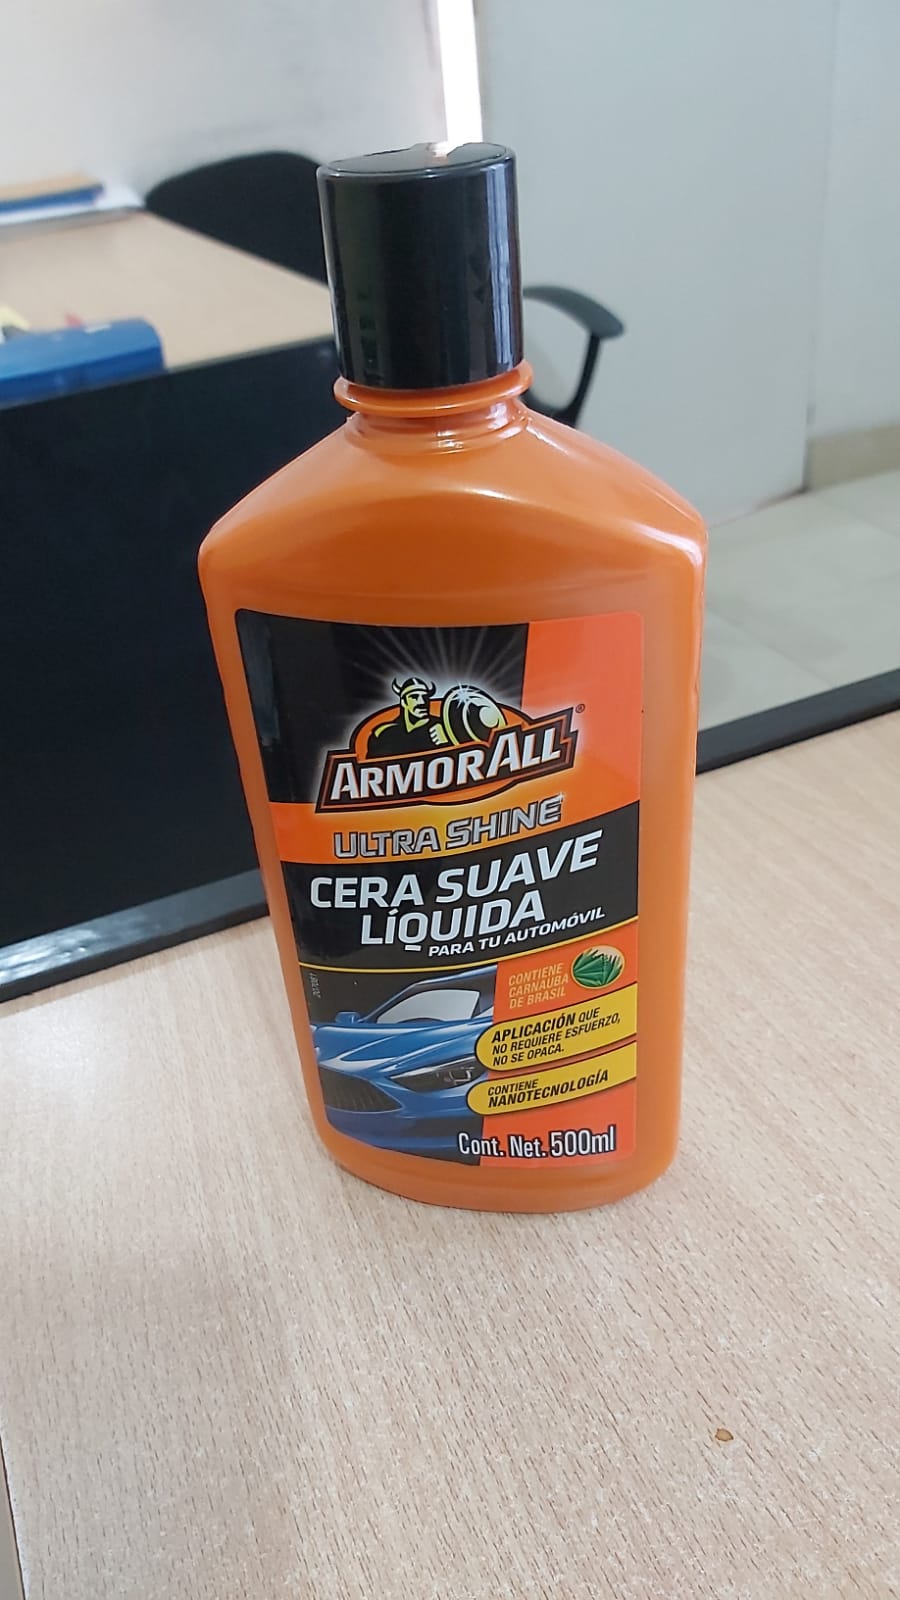 ARMORALL®
ULTRA SHINE
CERA SUAVE
LÍQUIDA
PARA TU AUTOMÓVIL
CONTIENE
CARNAUBA
DE BRASIL
APLICACIÓN QUE
NO REQUIERE ESFUERZO,
NO SE OPACA.
CONTIENE
NANOTECNOLOGÍA
Cont. Net. 500ml